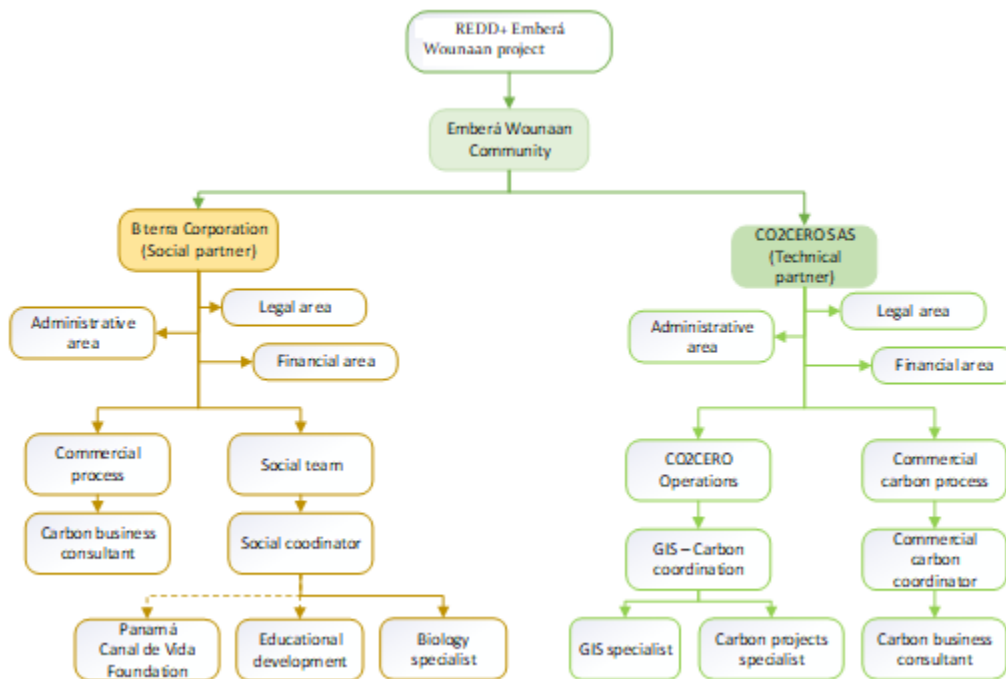 REDD+ Emberá
Wounaan project
Emberá Wounaan
Community
Bterra Corporation
(Social partner)
CO2CERO SAS
(Technical
partner)
Legal area
Administrative
area
Financial area
Legal area
Administrative
area
Financial area
Commercial
process
Social team
CO2CERO
Operations
Commercial
carbon process
Carbon business
consultant
Social coodinator
GIS – Carbon
coordination
Commercial
carbon
coordinator
Panamá
Canal de Vida
Foundation
Educational
development
Biology
specialist
GIS specialist
Carbon projects
specialist
Carbon business
consultant